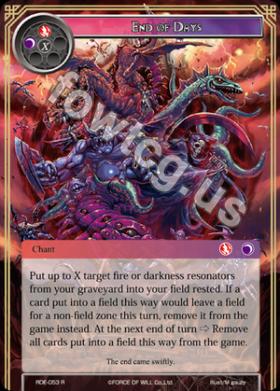 X
END OF DAYS
fowtcg.us
Chant
Put up to X target fire or darkness resonators
from your graveyard into your field rested. If a
card put into a field this way would leave a field
for a non-field zone this turn, remove it from the
game instead. At the next end of turn ⇨ Remove
all cards put into a field this way from the game.
The end came swiftly.
RDE-053 R ©FORCE OF WILL Co.,Ltd. Illust/